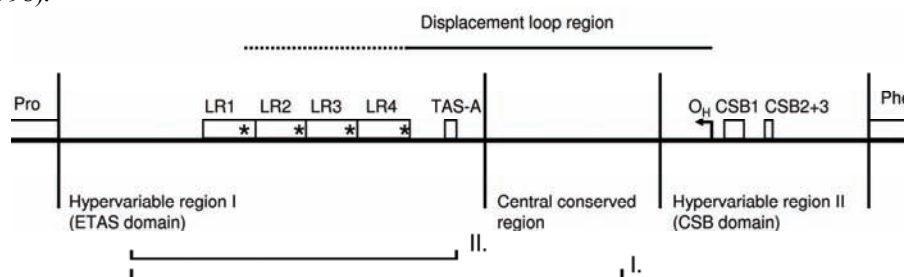 Displacement loop region
Pro LR1 LR2 LR3 LR4 TAS-A O_H CSB1 CSB2+3
* * * *
Hypervariable region I Central conserved Hypervariable region II
(ETAS domain) region (CSB domain)
II.
I.